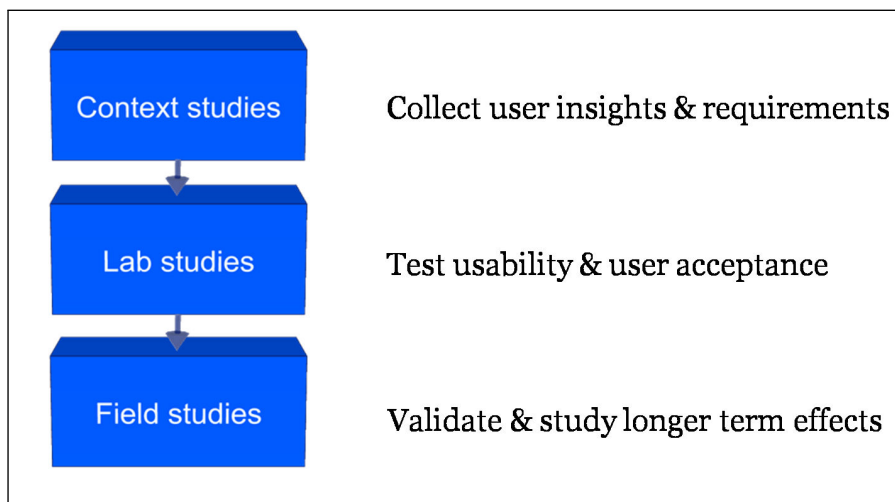 Context studies
Collect user insights & requirements
Lab studies
Test usability & user acceptance
Field studies
Validate & study longer term effects